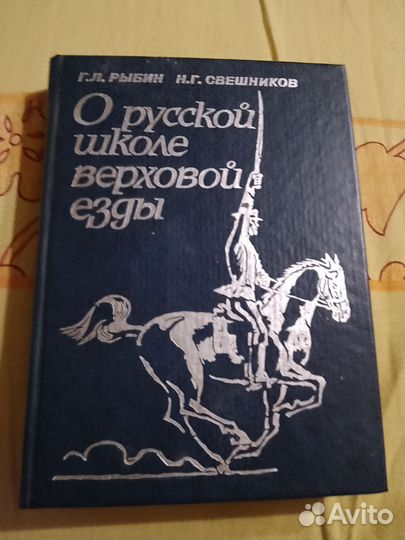 Г.Л. РЫБИН Н.Г. СВЕШНИКОВ
О русской
школе
верховой
езды
Avito